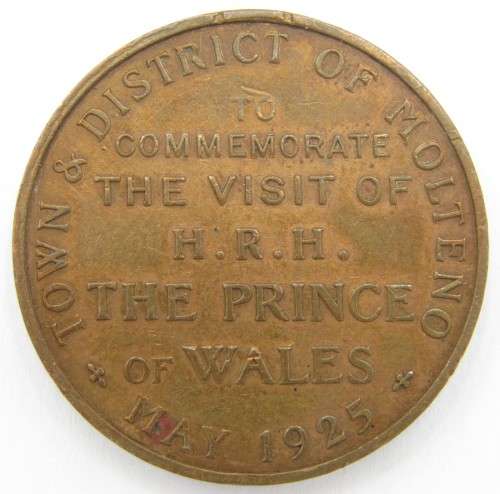 TOWN & DISTRICT OF MOLTENO
TO
COMMEMORATE
THE VISIT OF
H.R.H.
THE PRINCE
OF WALES
MAY 1925